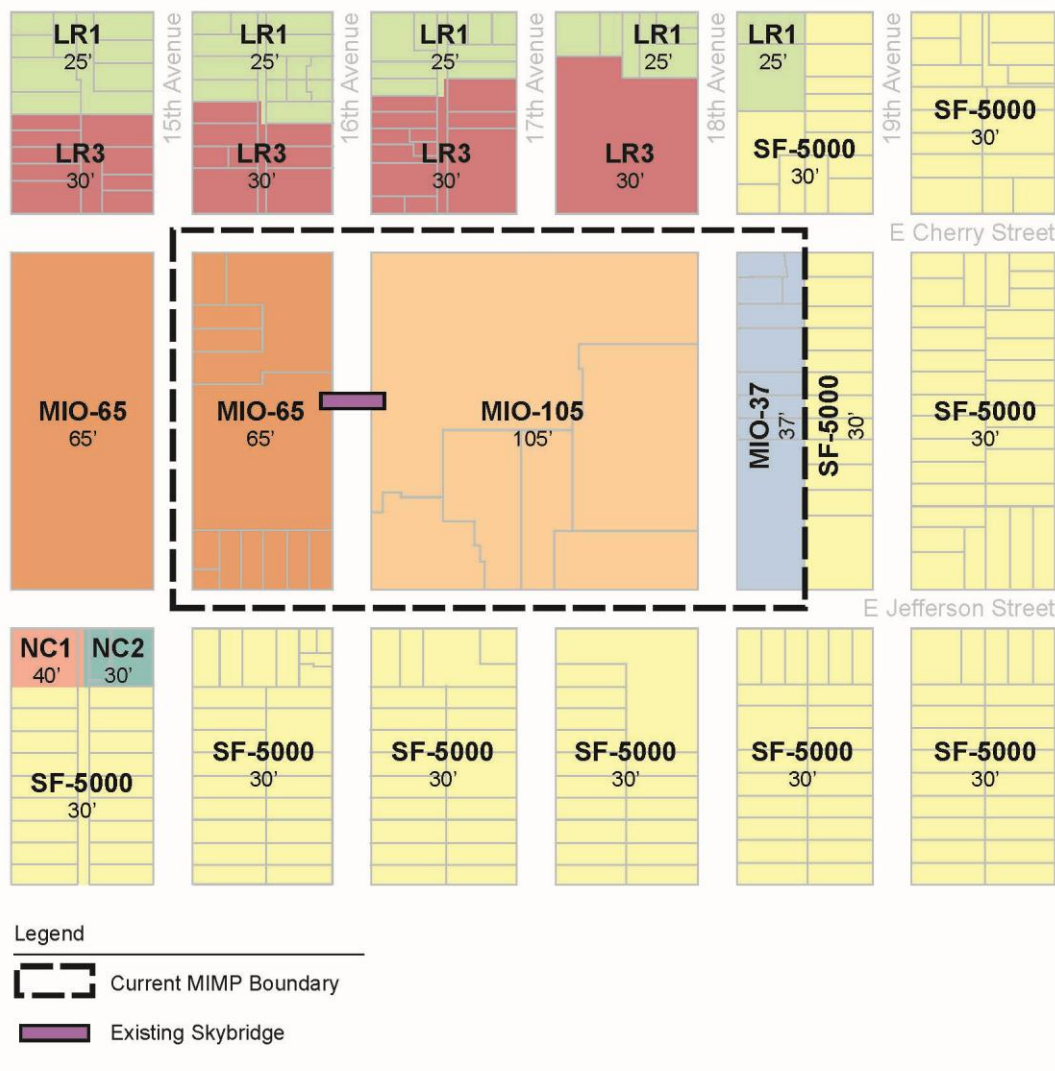 LR1
25'
15th Avenue
LR1
25'
16th Avenue
LR1
25'
17th Avenue
LR1
25'
18th Avenue
LR1
25'
19th Avenue
SF-5000
30'
LR3
30'
LR3
30'
LR3
30'
LR3
30'
SF-5000
30'
E Cherry Street
MIO-65
65'
MIO-65
65'
MIO-105
105'
MIO-37
37'
SF-5000
30'
SF-5000
30'
E Jefferson Street
NC1
40'
NC2
30'
SF-5000
30'
SF-5000
30'
SF-5000
30'
SF-5000
30'
SF-5000
30'
SF-5000
30'
Legend
Current MIMP Boundary
Existing Skybridge